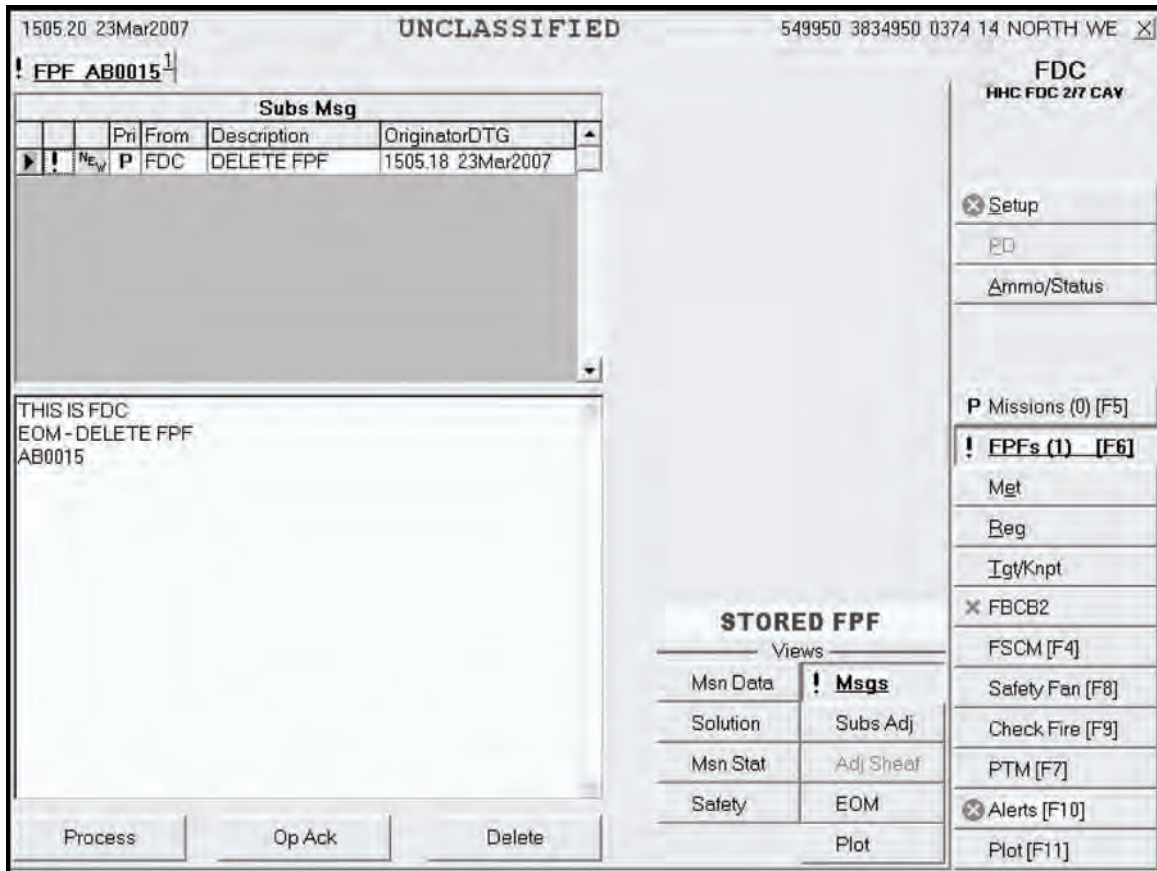 1505.20 23Mar2007 UNCLASSIFIED 549950 3834950 0374 14 NORTH WE X
! FPF AB0015 1
FDC
HHC FDC 2/7 CAV
Subs Msg
Pri From Description OriginatorDTG
! NEW P FDC DELETE FPF 1505.18 23Mar2007
THIS IS FDC
EOM - DELETE FPF
AB0015
Process Op Ack Delete
STORED FPF
Views
Msn Data ! Msgs
Solution Subs Adj
Msn Stat Adj Sheaf
Safety EOM
Plot
Setup
PD
Ammo/Status
P Missions (0) [F5]
! FPFs (1) [F6]
Met
Reg
Tgt/Knpt
FBCB2
FSCM [F4]
Safety Fan [F8]
Check Fire [F9]
PTM [F7]
Alerts [F10]
Plot [F11]